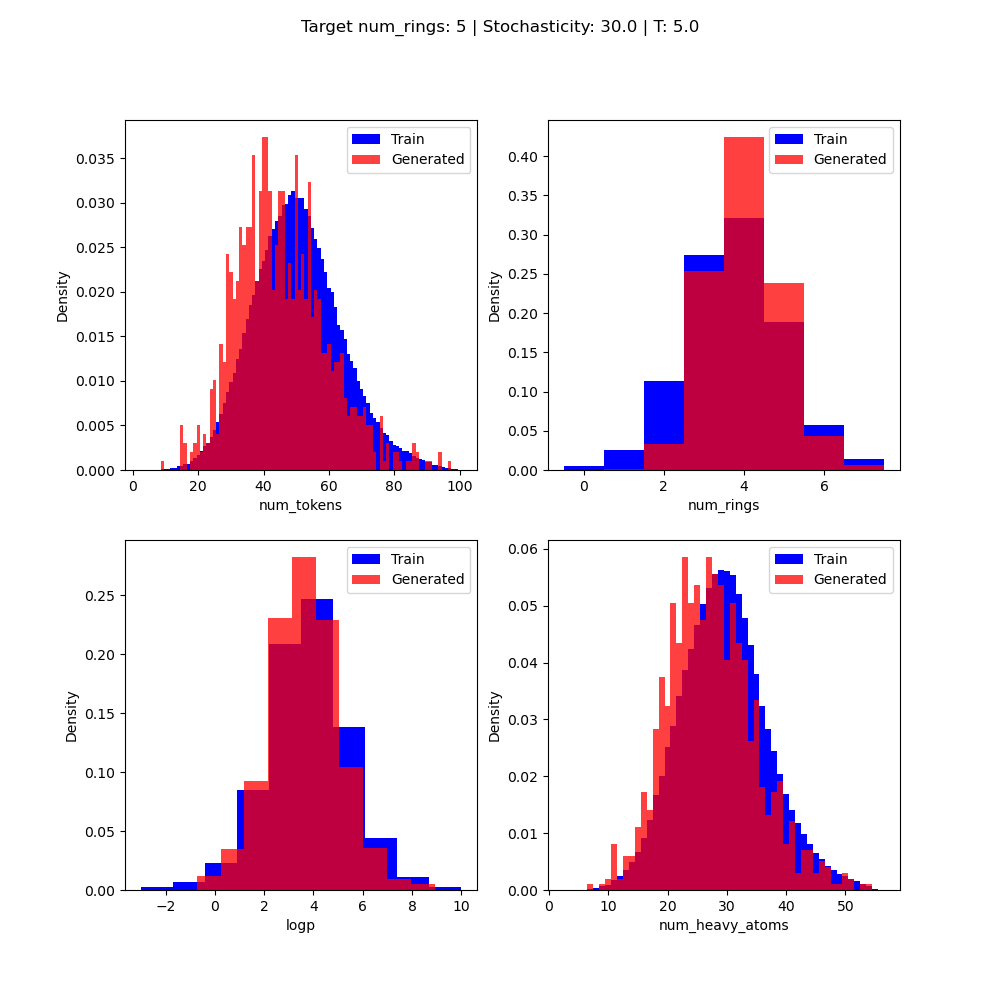 Target num_rings: 5 | Stochasticity: 30.0 | T: 5.0
Train
Generated
0.035
0.030
0.025
0.020
0.015
0.010
0.005
0.000
Density
0 20 40 60 80 100
num_tokens
Train
Generated
0.40
0.35
0.30
0.25
0.20
0.15
0.10
0.05
0.00
Density
0 2 4 6
num_rings
Train
Generated
0.25
0.20
0.15
0.10
0.05
0.00
Density
−2 0 2 4 6 8 10
logp
Train
Generated
0.06
0.05
0.04
0.03
0.02
0.01
0.00
Density
0 10 20 30 40 50
num_heavy_atoms